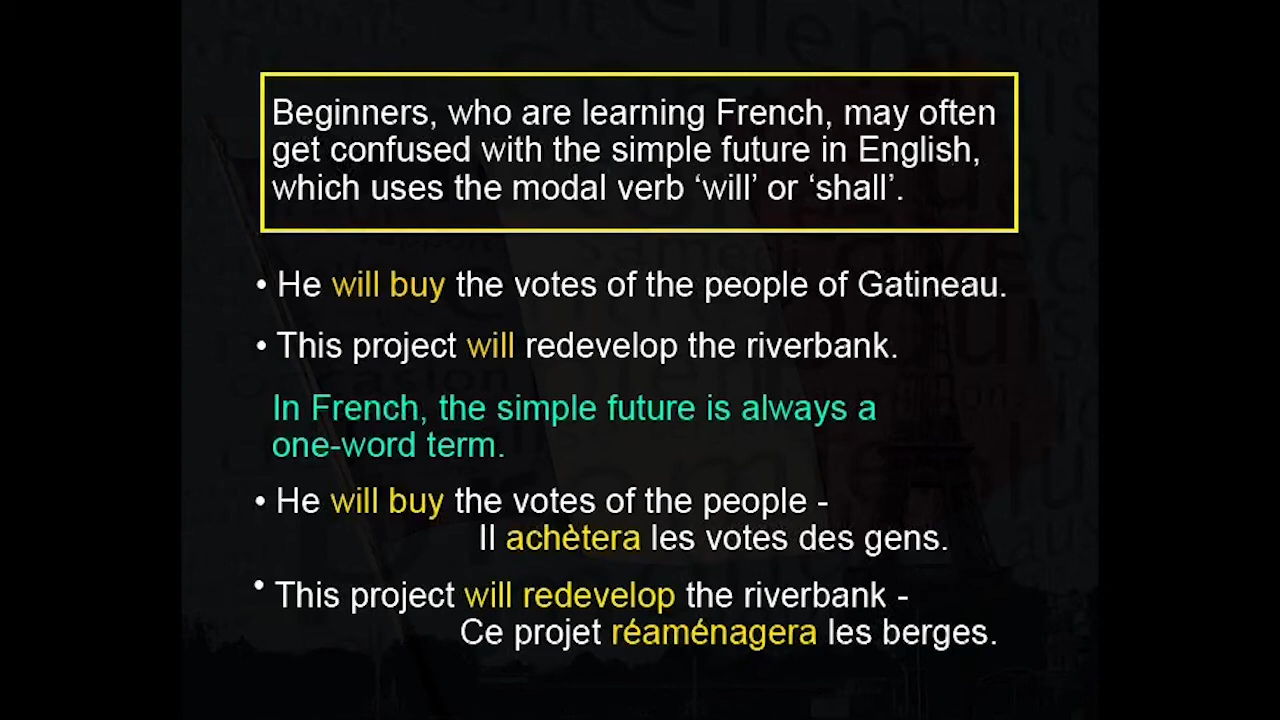 Beginners, who are learning French, may often
get confused with the simple future in English,
which uses the modal verb ‘will’ or ‘shall’.
• He will buy the votes of the people of Gatineau.
• This project will redevelop the riverbank.
In French, the simple future is always a
one-word term.
• He will buy the votes of the people -
Il achètera les votes des gens.
• This project will redevelop the riverbank -
Ce projet réaménagera les berges.